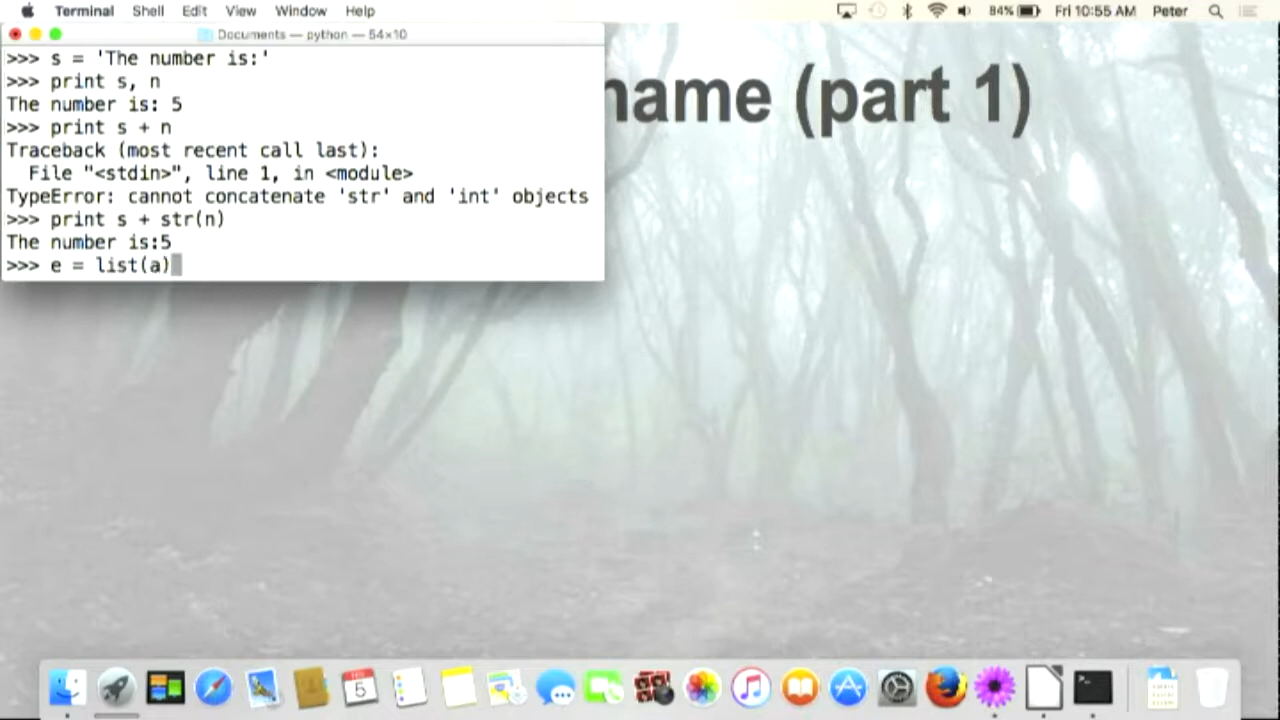 Terminal Shell Edit View Window Help 84% Fri 10:55 AM Peter
Documents — python — 54×10
>>> s = 'The number is:'
>>> print s, n
The number is: 5
>>> print s + n
Traceback (most recent call last):
  File "<stdin>", line 1, in <module>
TypeError: cannot concatenate 'str' and 'int' objects
>>> print s + str(n)
The number is:5
>>> e = list(a)
name (part 1)
5